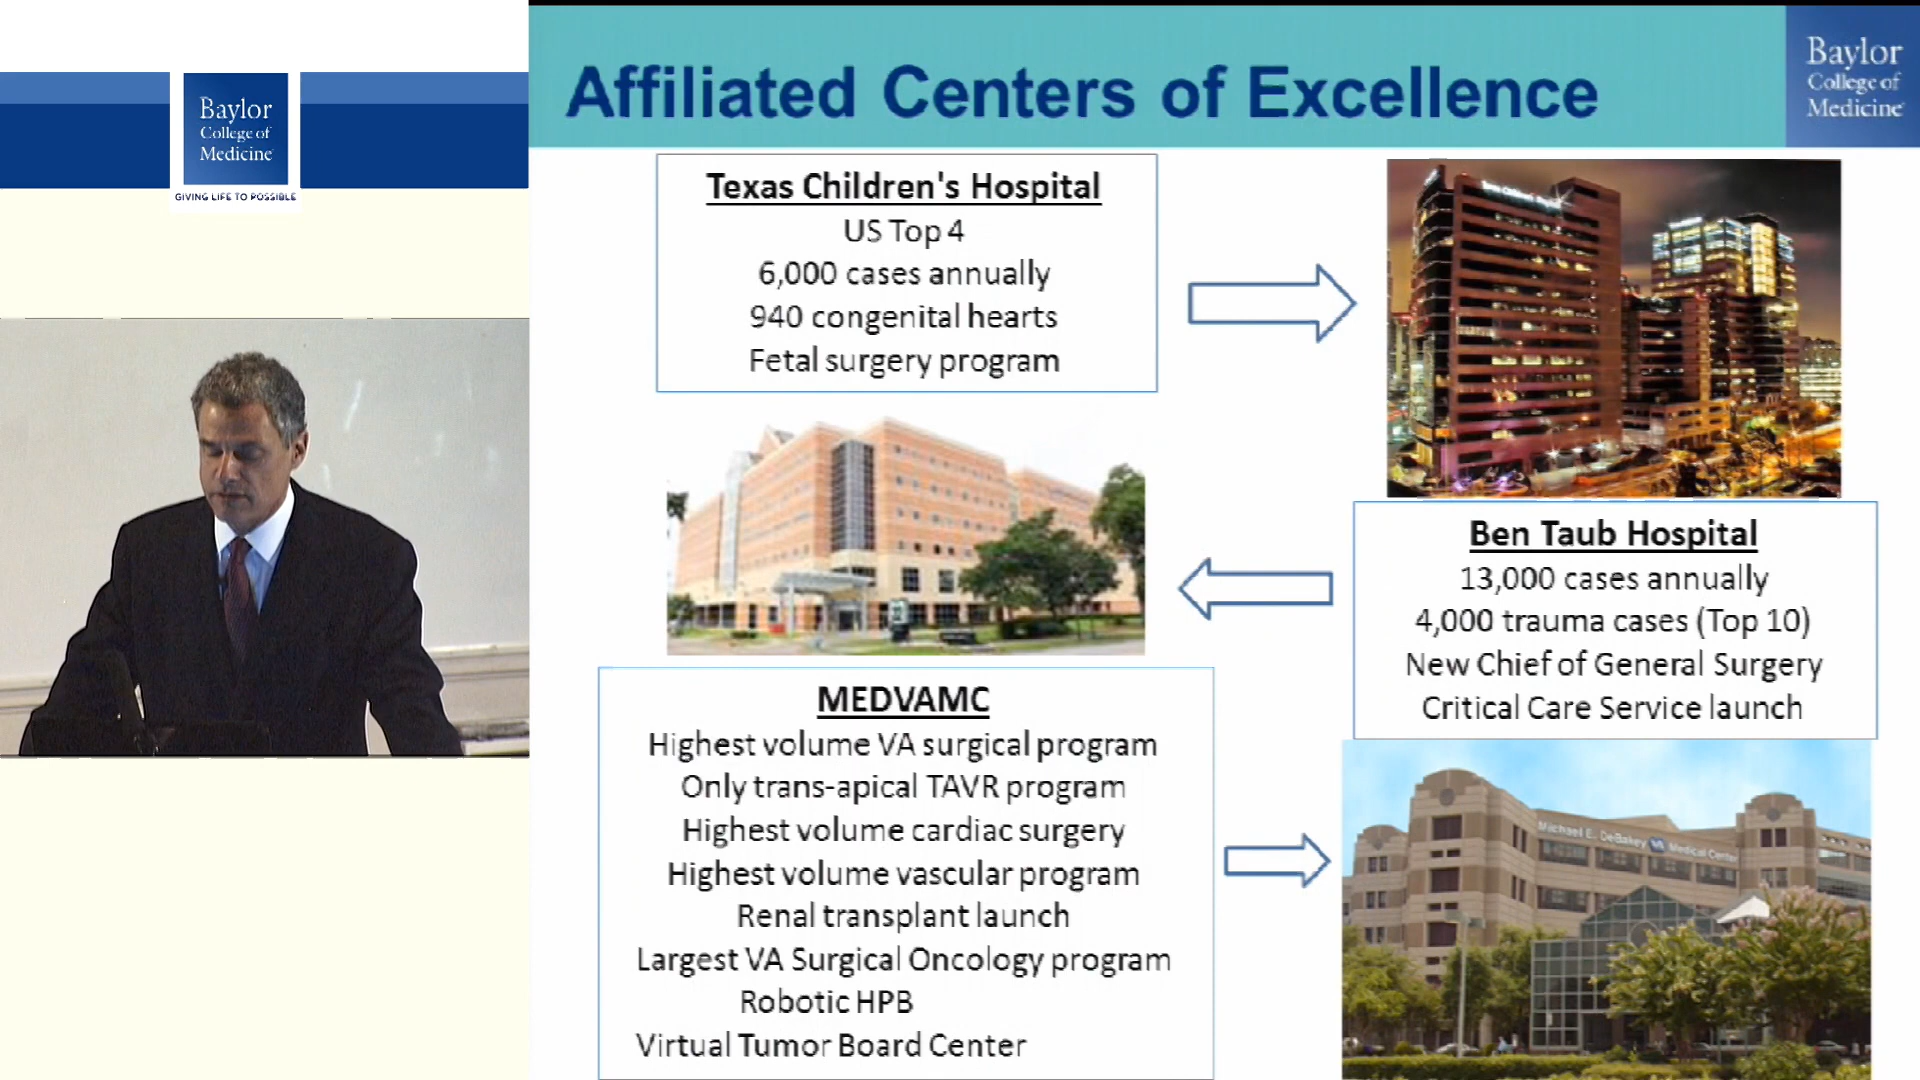 Baylor
College of
Medicine
GIVING LIFE TO POSSIBLE
Affiliated Centers of Excellence
Baylor
College of
Medicine
Texas Children's Hospital
US Top 4
6,000 cases annually
940 congenital hearts
Fetal surgery program
Ben Taub Hospital
13,000 cases annually
4,000 trauma cases (Top 10)
New Chief of General Surgery
Critical Care Service launch
MEDVAMC
Highest volume VA surgical program
Only trans-apical TAVR program
Highest volume cardiac surgery
Highest volume vascular program
Renal transplant launch
Largest VA Surgical Oncology program
Robotic HPB
Virtual Tumor Board Center
Michael E. DeBakey VA Medical Center